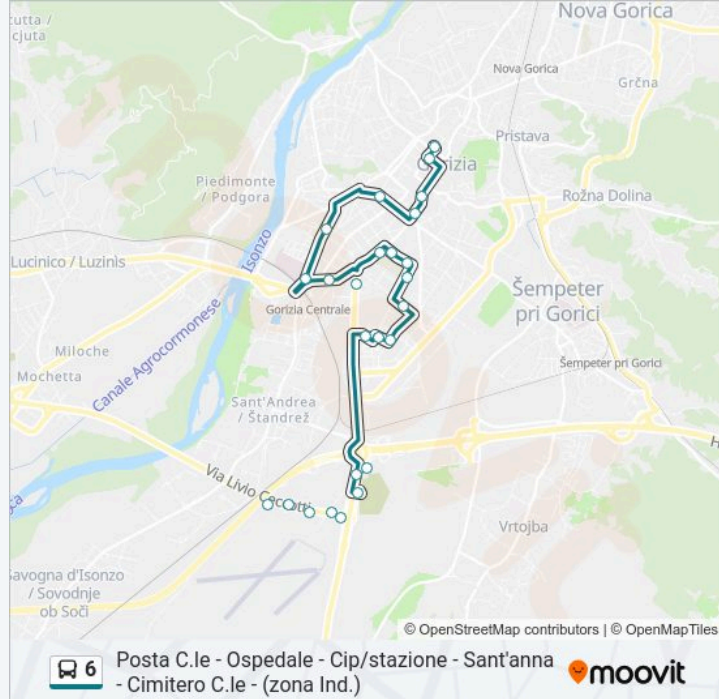 Nova Gorica
Nova Gorica
Grčna
Pristava
Piedimonte
/ Podgora
Rožna Dolina
Isonzo
Lucinico / Luzinis
Šempeter
pri Gorici
Gorizia Centrale
Canale Agrocormonese
Miloche
Šempeter pri Gorici
Mochetta
Sant'Andrea
/ Štandrež
H
Via Livio Cecotti
Vrtojba
Savogna d'Isonzo
/ Sovodnje
ob Soči
© OpenStreetMap contributors | © OpenMapTiles
6
Posta C.le - Ospedale - Cip/stazione - Sant'anna
- Cimitero C.le - (zona Ind.)
moovit